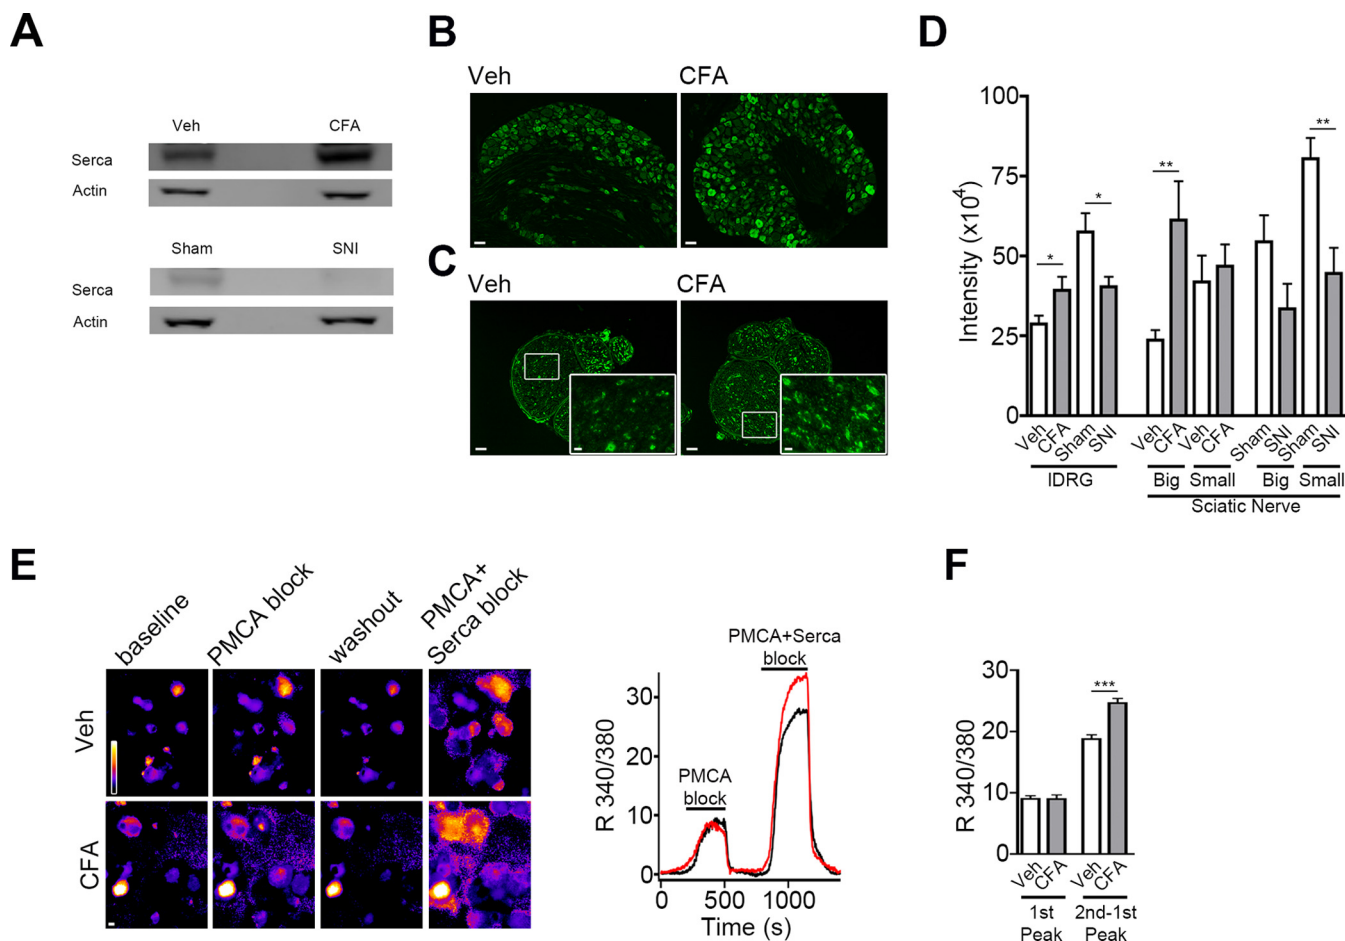 A
Veh CFA
Serca
Actin
Sham SNI
Serca
Actin
B
Veh CFA
C
Veh CFA
D
Intensity (x10⁴)
100
75
50
25
0
Veh CFA Sham SNI Veh CFA Veh CFA Sham SNI Sham SNI
* * ** **
lDRG Big Small Big Small
Sciatic Nerve
E
baseline PMCA block washout PMCA+ Serca block
Veh
CFA
R 340/380
30
20
10
0
PMCA
block
PMCA+Serca
block
0 500 1000
Time (s)
F
R 340/380
30
20
10
0
***
Veh CFA Veh CFA
1st 2nd-1st
Peak Peak